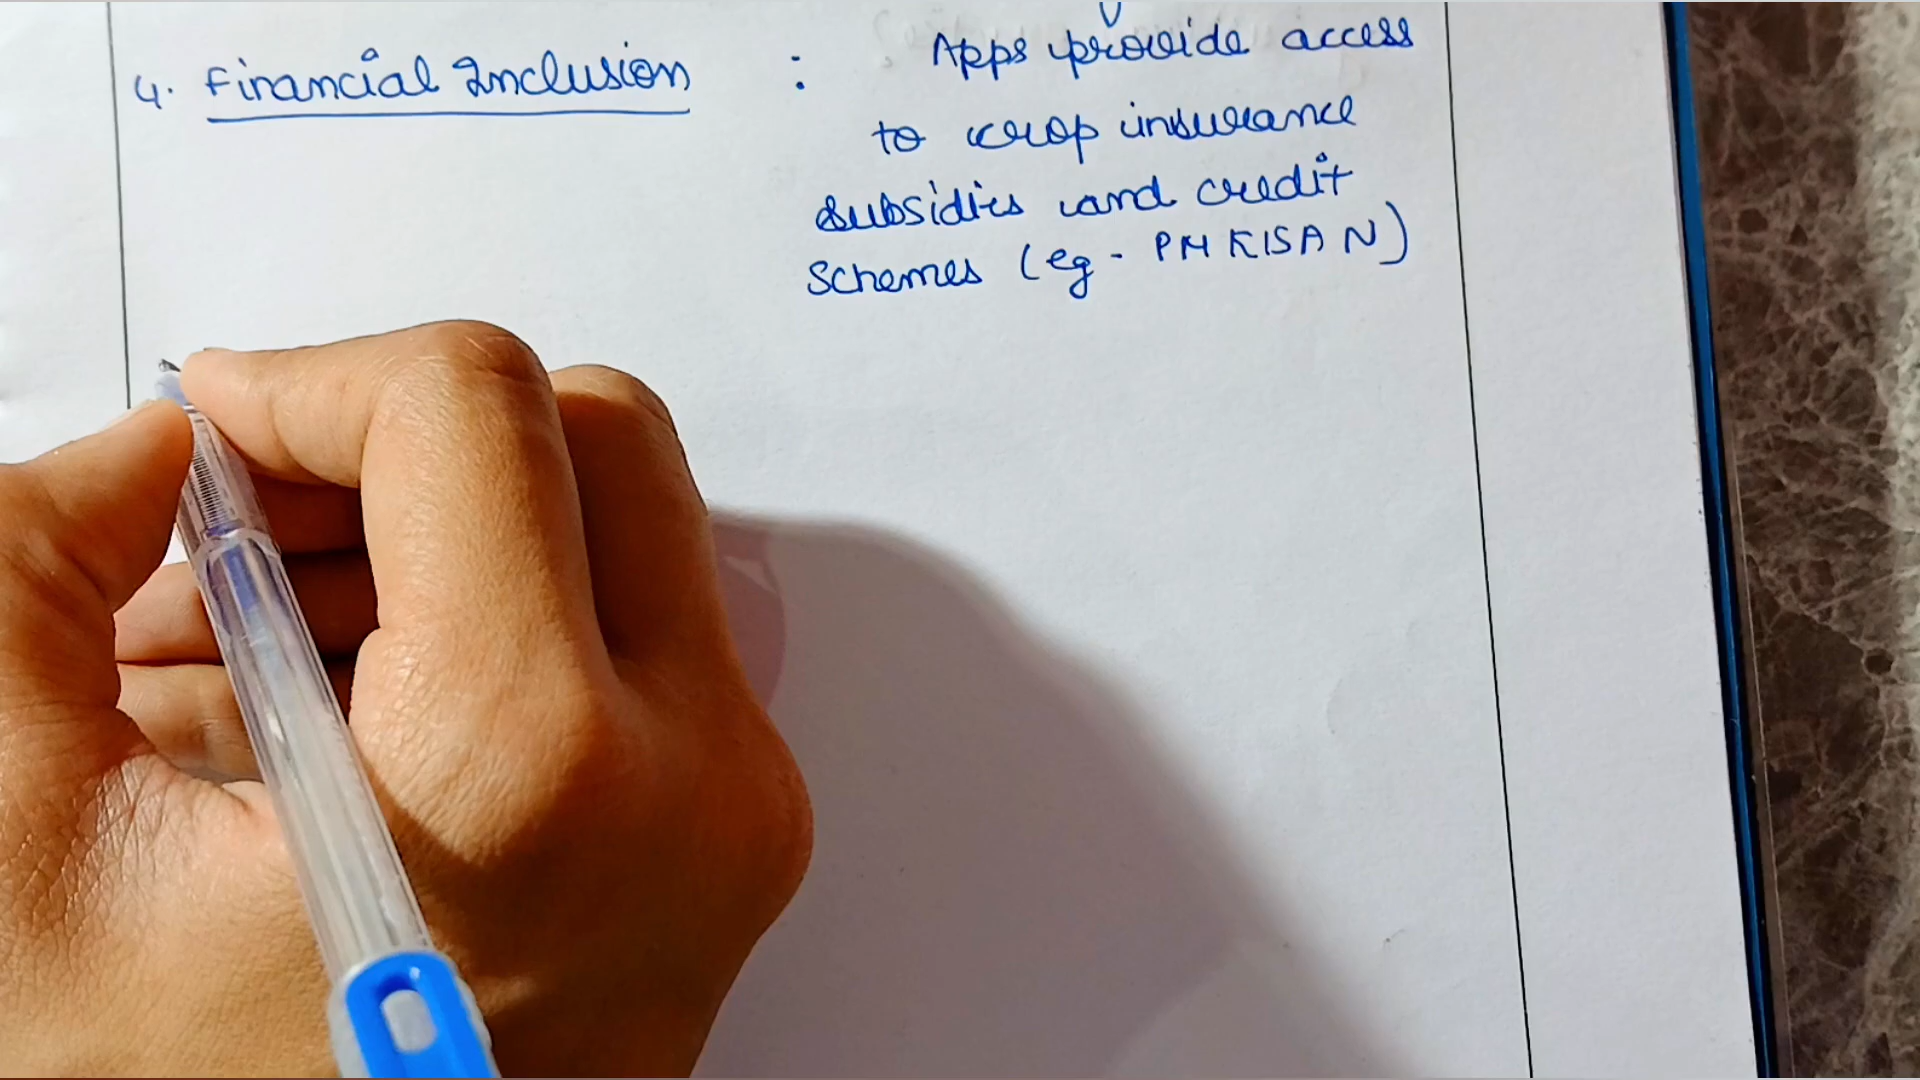 4. Financial Inclusion : Apps provide access
to crop insurance
subsidies and credit
Schemes (eg - PM KISAN)